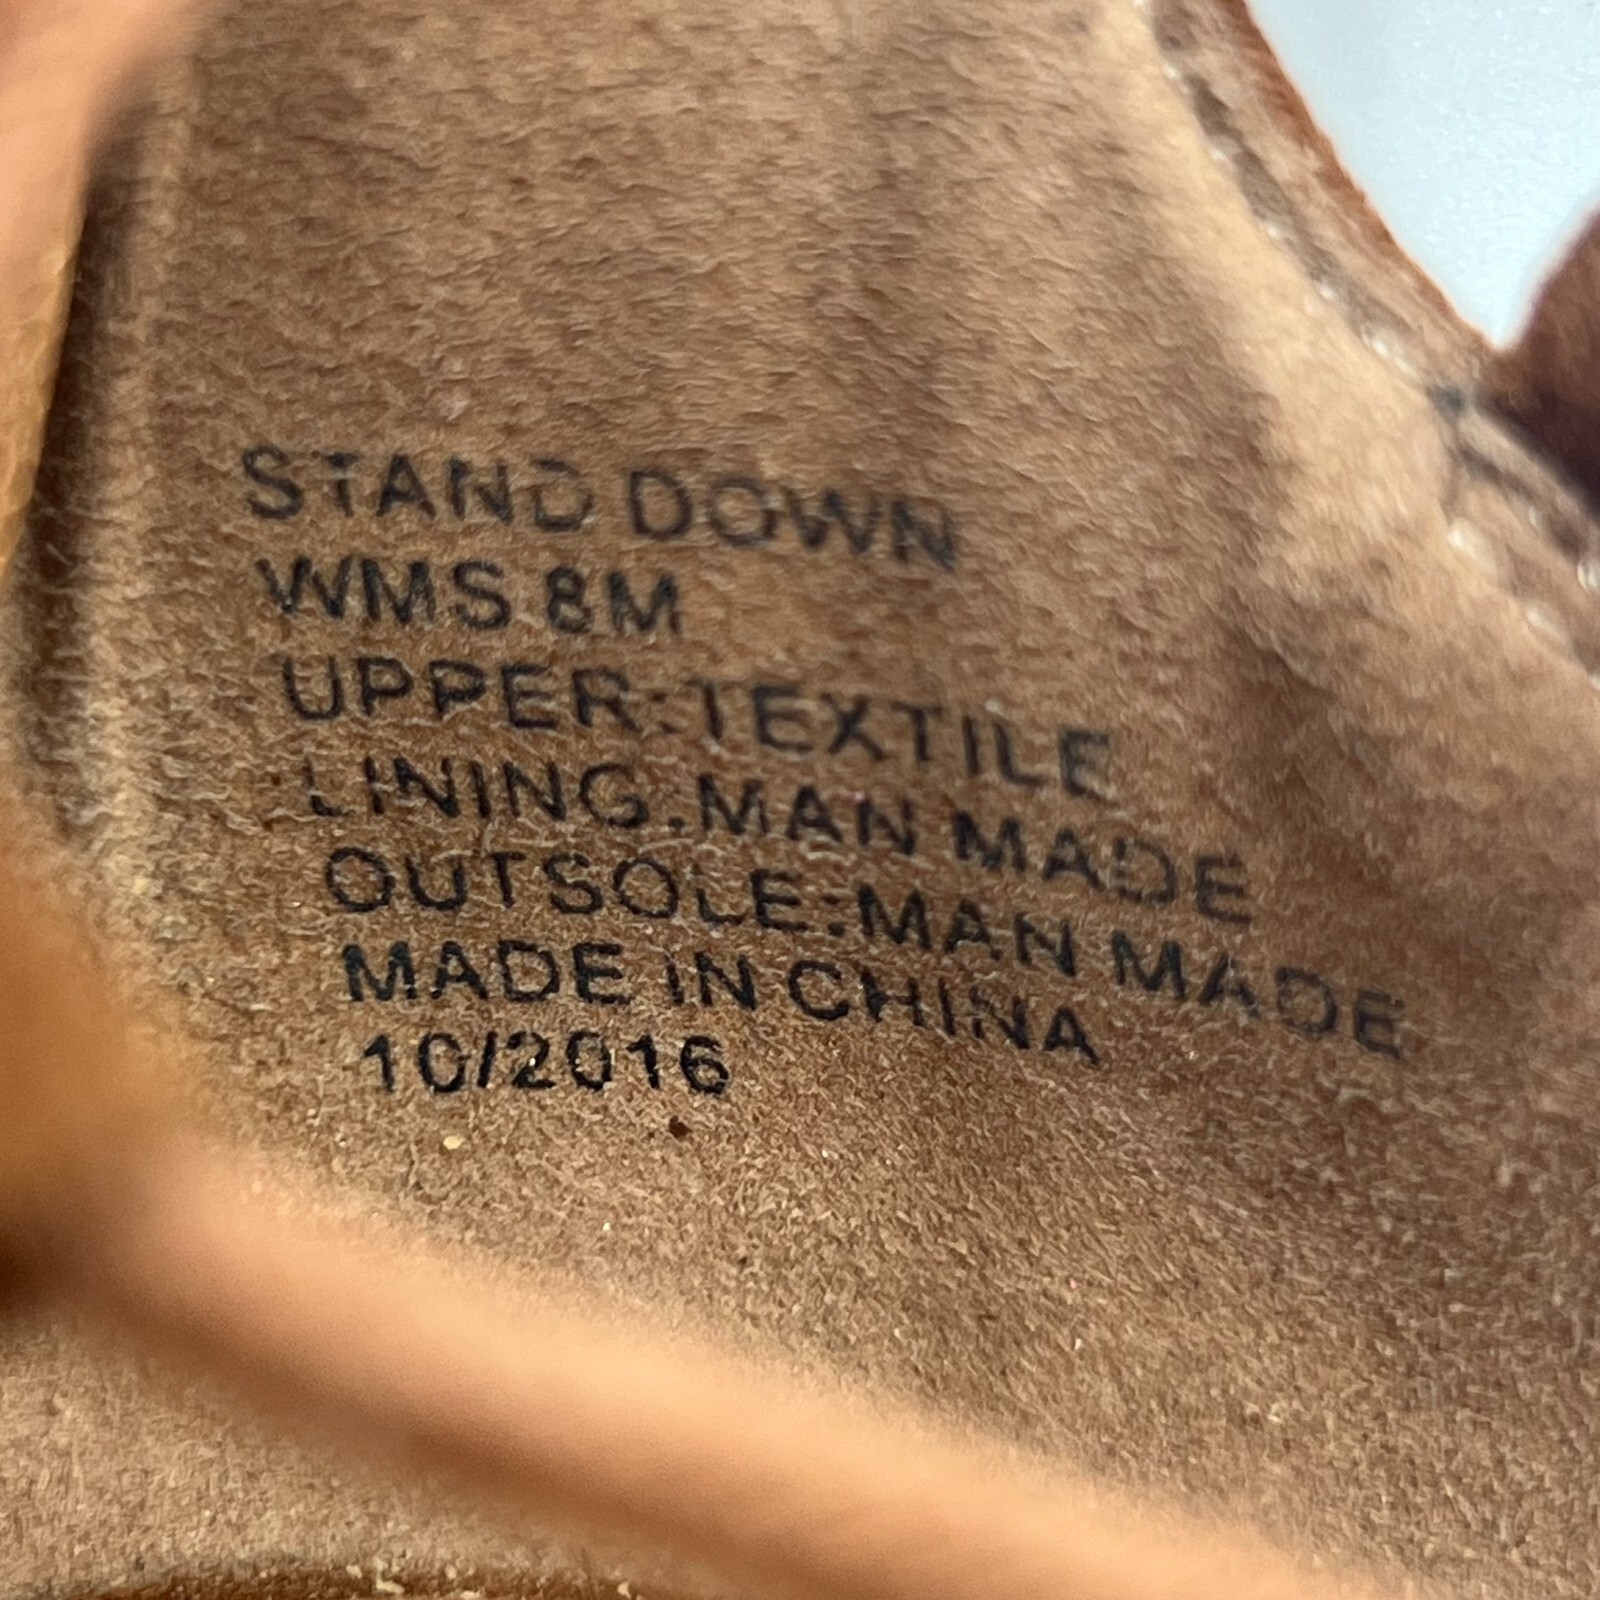 STAND DOWN
WMS 8M
UPPER:TEXTILE
LINING:MAN MADE
OUTSOLE:MAN MADE
MADE IN CHINA
10/2016